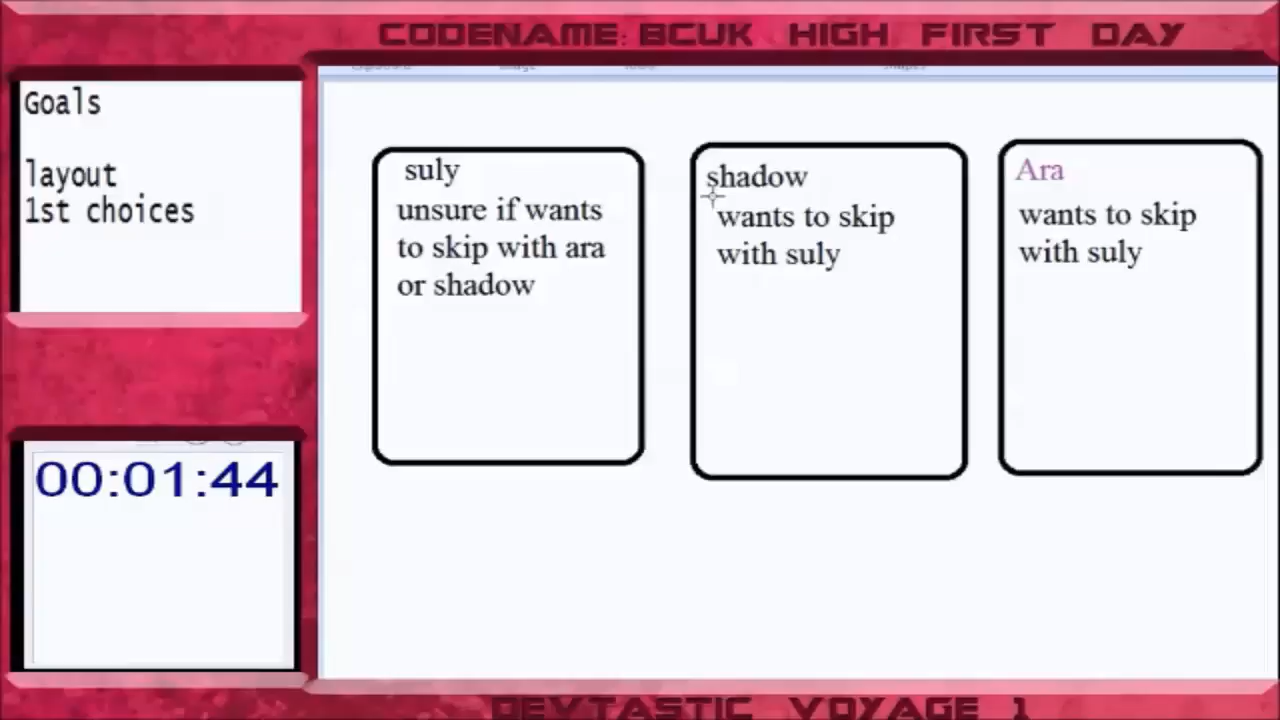 CODENAME: BCUK HIGH FIRST DAY
Goals
layout
1st choices
00:01:44
suly
unsure if wants
to skip with ara
or shadow
shadow
wants to skip
with suly
Ara
wants to skip
with suly
DEVTASTIC VOYAGE 1